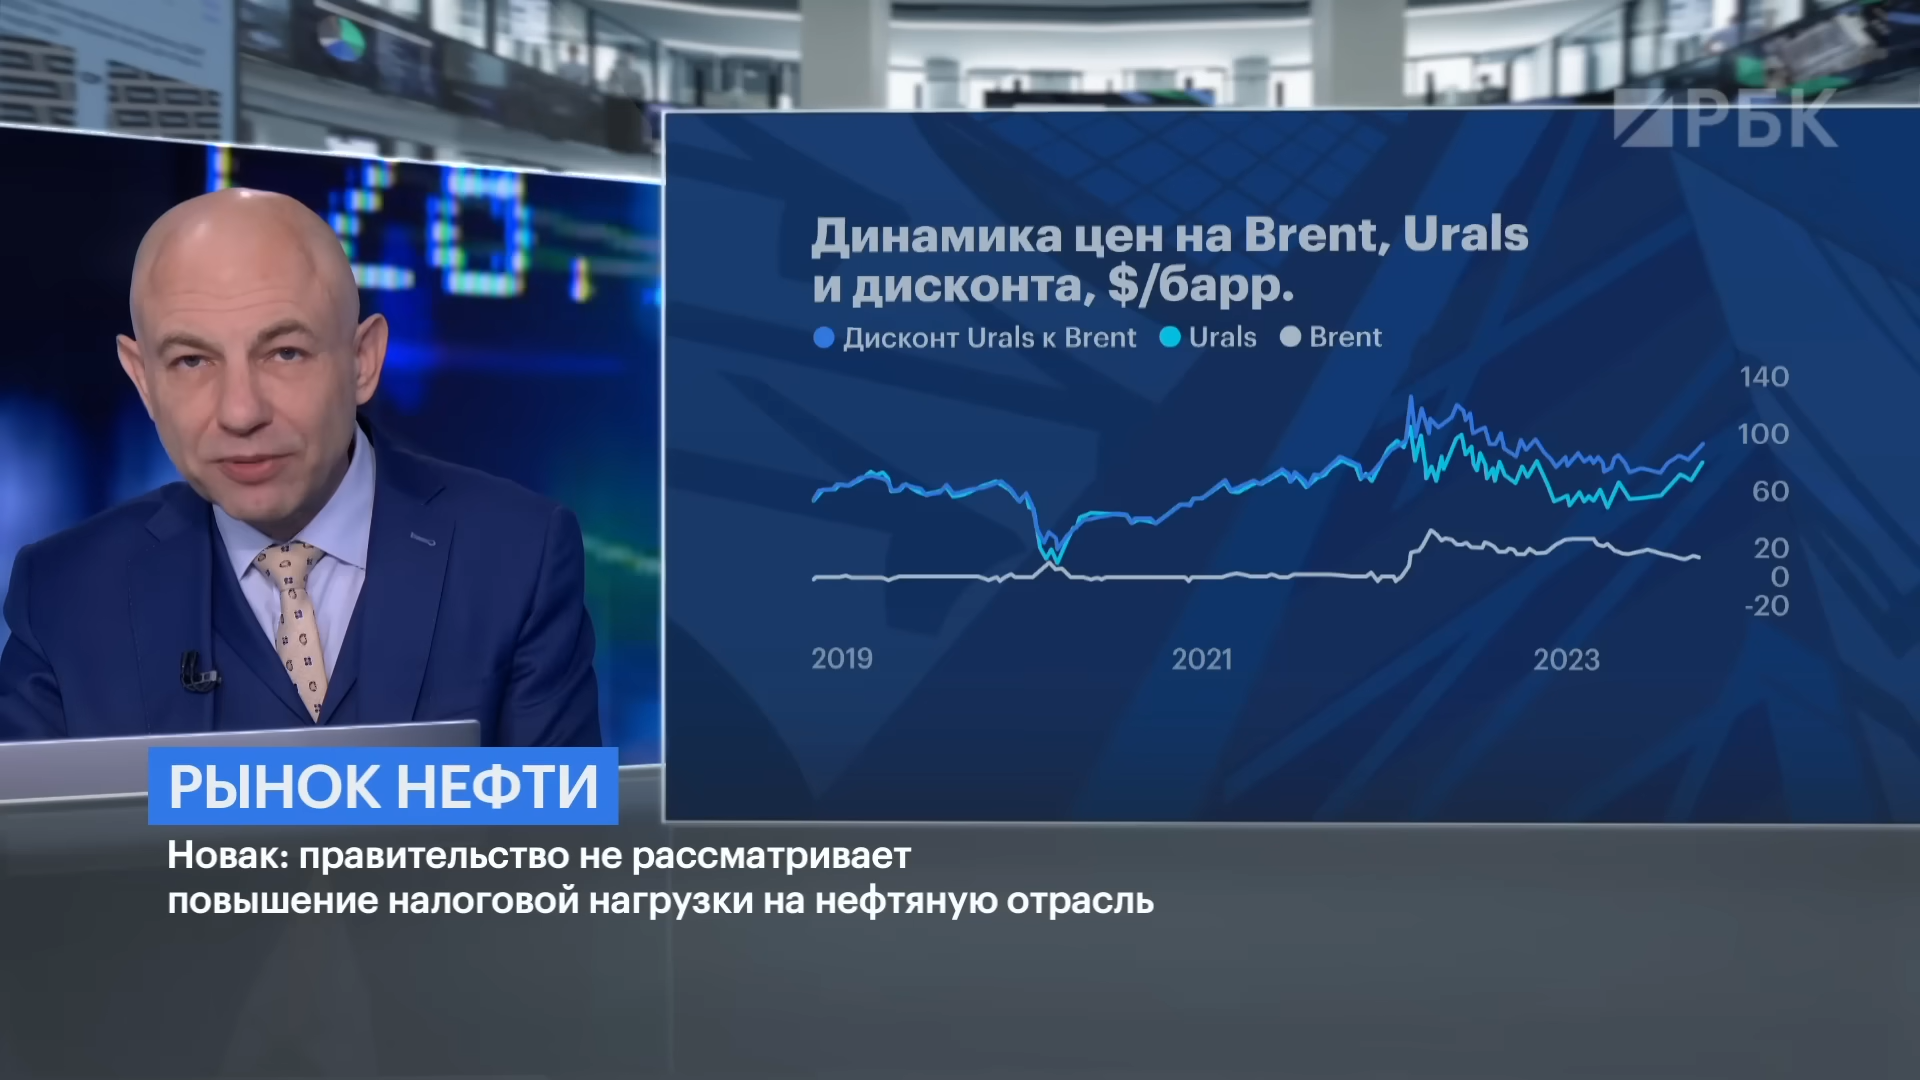 РБК
Динамика цен на Brent, Urals
и дисконта, $/барр.
Дисконт Urals к Brent Urals Brent
140
100
60
20
0
-20
2019 2021 2023
РЫНОК НЕФТИ
Новак: правительство не рассматривает
повышение налоговой нагрузки на нефтяную отрасль